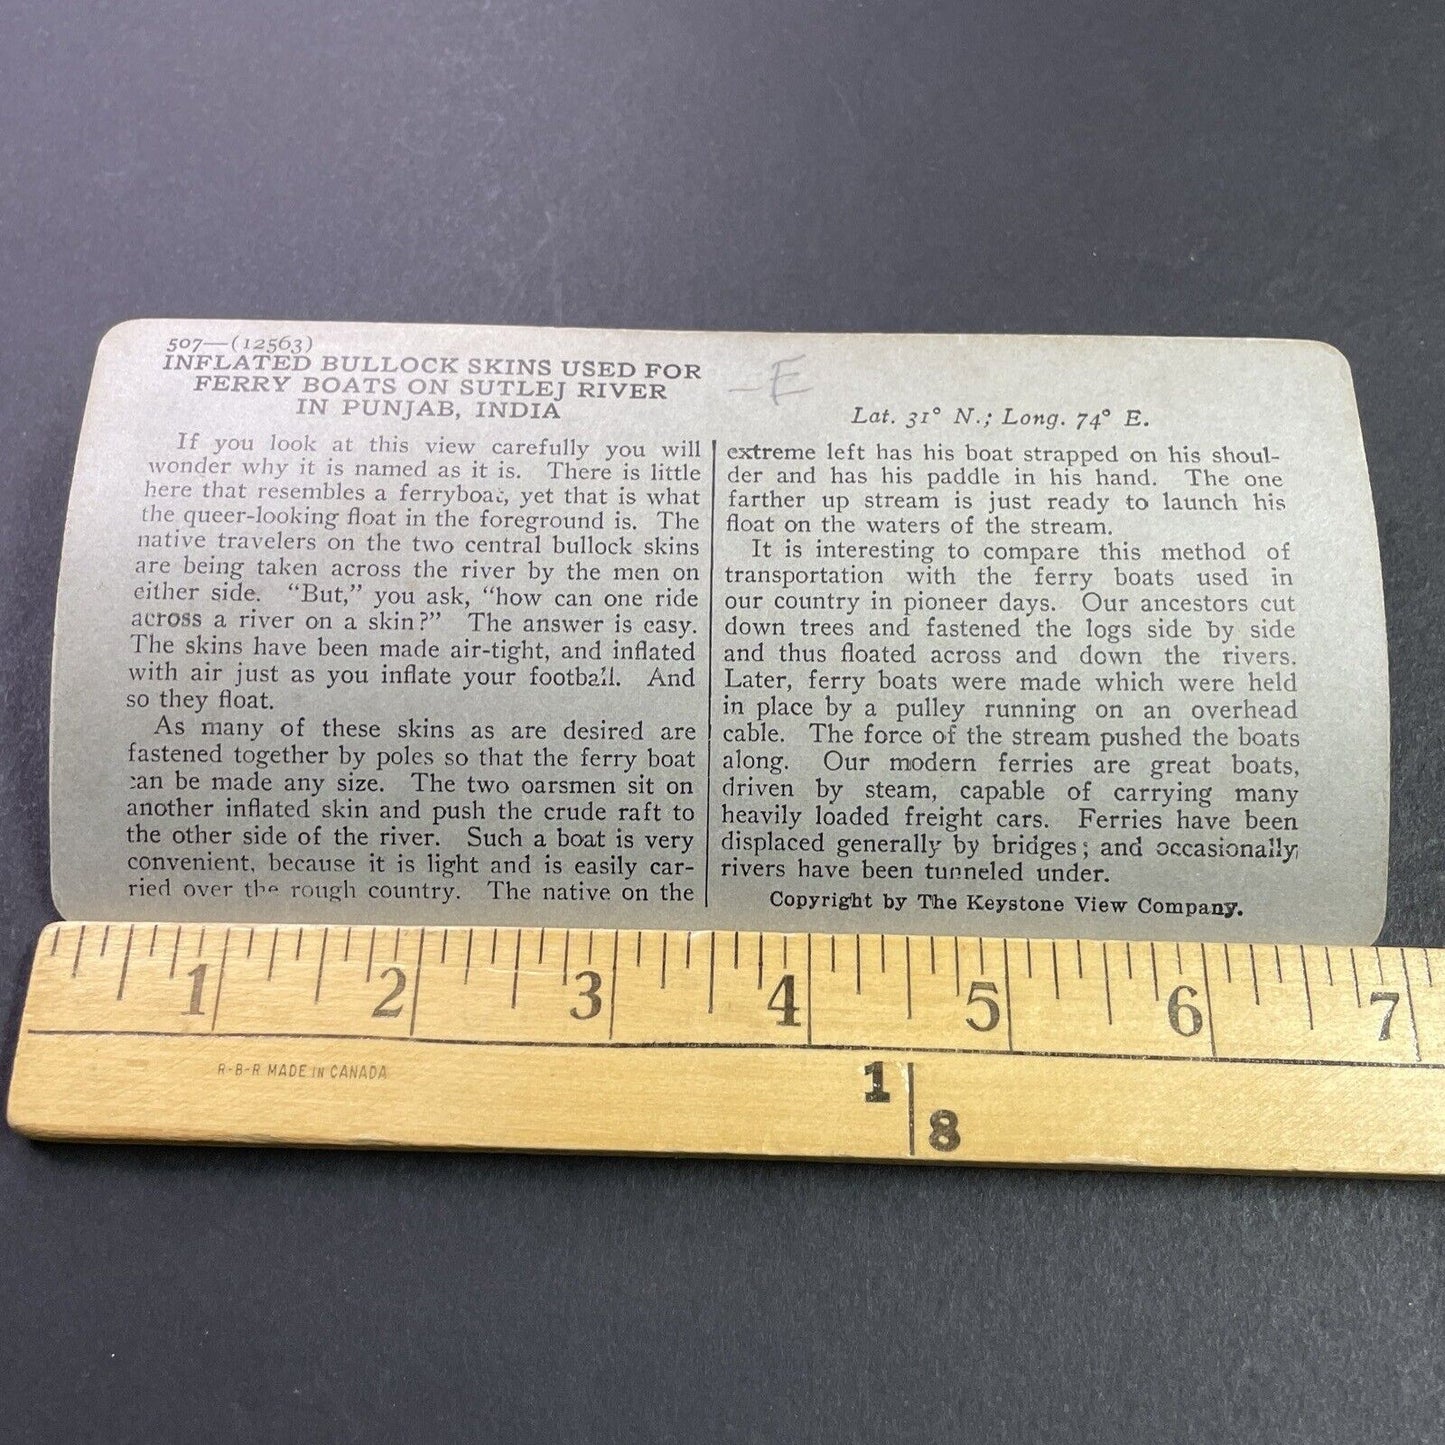 507—(12563)
INFLATED BULLOCK SKINS USED FOR
FERRY BOATS ON SUTLEJ RIVER
IN PUNJAB, INDIA
–E
Lat. 31° N.; Long. 74° E.
If you look at this view carefully you will
wonder why it is named as it is. There is little
here that resembles a ferryboat, yet that is what
the queer-looking float in the foreground is. The
native travelers on the two central bullock skins
are being taken across the river by the men on
either side. “But,” you ask, “how can one ride
across a river on a skin?” The answer is easy.
The skins have been made air-tight, and inflated
with air just as you inflate your football. And
so they float.
As many of these skins as are desired are
fastened together by poles so that the ferry boat
can be made any size. The two oarsmen sit on
another inflated skin and push the crude raft to
the other side of the river. Such a boat is very
convenient, because it is light and is easily car-
ried over the rough country. The native on the
extreme left has his boat strapped on his shoul-
der and has his paddle in his hand. The one
farther up stream is just ready to launch his
float on the waters of the stream.
It is interesting to compare this method of
transportation with the ferry boats used in
our country in pioneer days. Our ancestors cut
down trees and fastened the logs side by side
and thus floated across and down the rivers.
Later, ferry boats were made which were held
in place by a pulley running on an overhead
cable. The force of the stream pushed the boats
along. Our modern ferries are great boats,
driven by steam, capable of carrying many
heavily loaded freight cars. Ferries have been
displaced generally by bridges; and occasionally
rivers have been tunneled under.
Copyright by The Keystone View Company.
1 2 3 4 5 6 7
R-B-R MADE IN CANADA
1
8